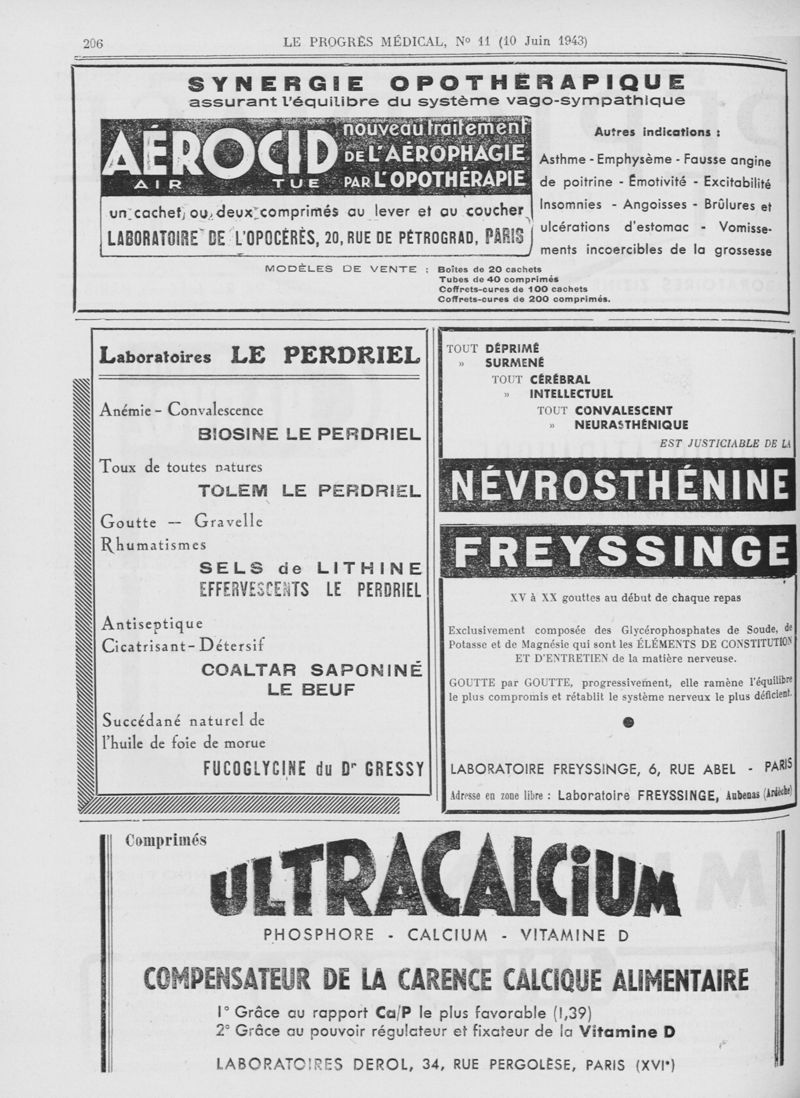 206
LE PROGRÈS MÉDICAL, N° 11 (10 Juin 1943)
SYNERGIE OPOTHÉRAPIQUE
assurant l'équilibre du système vago-sympathique
AÉROCID
AIR TUE
nouveau traitement
DE L'AÉROPHAGIE
PAR L'OPOTHÉRAPIE
un cachet ou deux comprimés au lever et au coucher
LABORATOIRE DE L'OPOCÉRÈS, 20, RUE DE PÉTROGRAD, PARIS
Autres indications :
Asthme - Emphysème - Fausse angine
de poitrine - Émotivité - Excitabilité
Insomnies - Angoisses - Brûlures et
ulcérations d'estomac - Vomisse-
ments incoercibles de la grossesse
MODÈLES DE VENTE : Boîtes de 20 cachets
Tubes de 40 comprimés
Coffrets-cures de 100 cachets
Coffrets-cures de 200 comprimés.
Laboratoires LE PERDRIEL
Anémie - Convalescence
BIOSINE LE PERDRIEL
Toux de toutes natures
TOLEM LE PERDRIEL
Goutte — Gravelle
Rhumatismes
SELS de LITHINE
EFFERVESCENTS LE PERDRIEL
Antiseptique
Cicatrisant-Détersif
COALTAR SAPONINÉ
LE BEUF
Succédané naturel de
l'huile de foie de morue
FUCOGLYCINE du Dr GRESSY
TOUT DÉPRIMÉ
» SURMENÉ
TOUT CÉRÉBRAL
» INTELLECTUEL
TOUT CONVALESCENT
» NEURASTHÉNIQUE
EST JUSTICIABLE DE LA
NÉVROSTHÉNINE
FREYSSINGE
XV à XX gouttes au début de chaque repas
Exclusivement composée des Glycérophosphates de Soude, de
Potasse et de Magnésie qui sont les ÉLÉMENTS DE CONSTITUTION
ET D'ENTRETIEN de la matière nerveuse.
GOUTTE par GOUTTE, progressivement, elle ramène l'équilibre
le plus compromis et rétablit le système nerveux le plus déficient.
LABORATOIRE FREYSSINGE, 6, RUE ABEL - PARIS
Adresse en zone libre : Laboratoire FREYSSINGE, Aubenas (Ardèche)
Comprimés
ULTRACALCIUM
PHOSPHORE - CALCIUM - VITAMINE D
COMPENSATEUR DE LA CARENCE CALCIQUE ALIMENTAIRE
1° Grâce au rapport Ca/P le plus favorable (1,39)
2° Grâce au pouvoir régulateur et fixateur de la Vitamine D
LABORATOIRES DEROL, 34, RUE PERGOLÈSE, PARIS (XVIe)